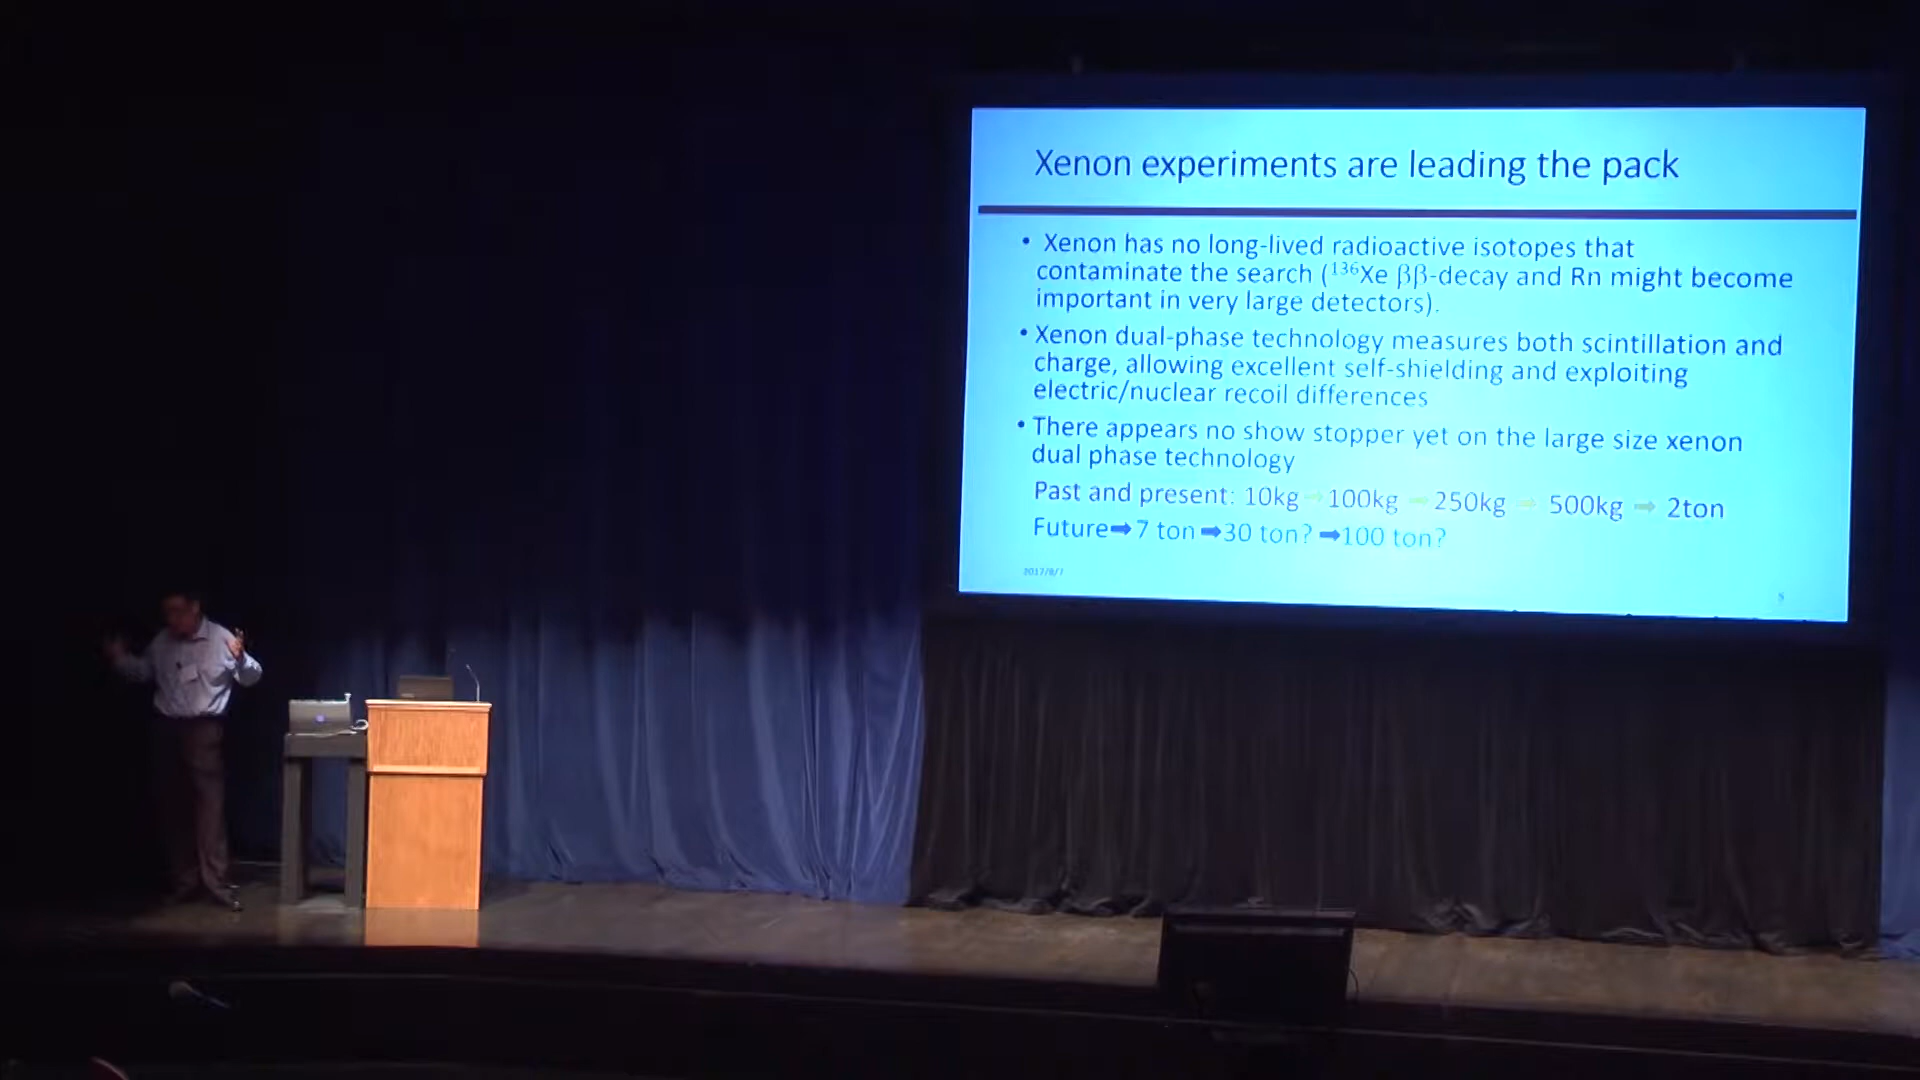 Xenon experiments are leading the pack
• Xenon has no long-lived radioactive isotopes that
contaminate the search (¹³⁶Xe ββ-decay and Rn might become
important in very large detectors).
• Xenon dual-phase technology measures both scintillation and
charge, allowing excellent self-shielding and exploiting
electric/nuclear recoil differences
• There appears no show stopper yet on the large size xenon
dual phase technology
Past and present: 10kg ➡ 100kg ➡ 250kg ➡ 500kg ➡ 2ton
Future➡7 ton➡30 ton? ➡100 ton?